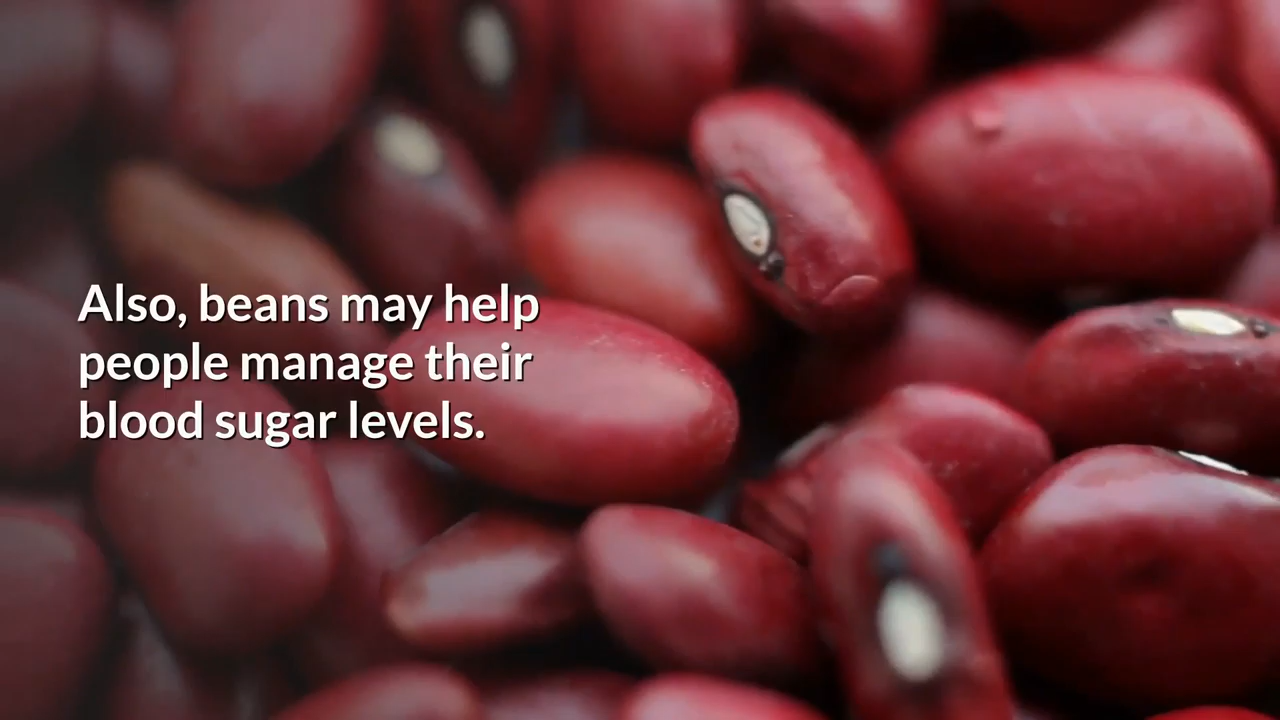 Also, beans may help
people manage their
blood sugar levels.